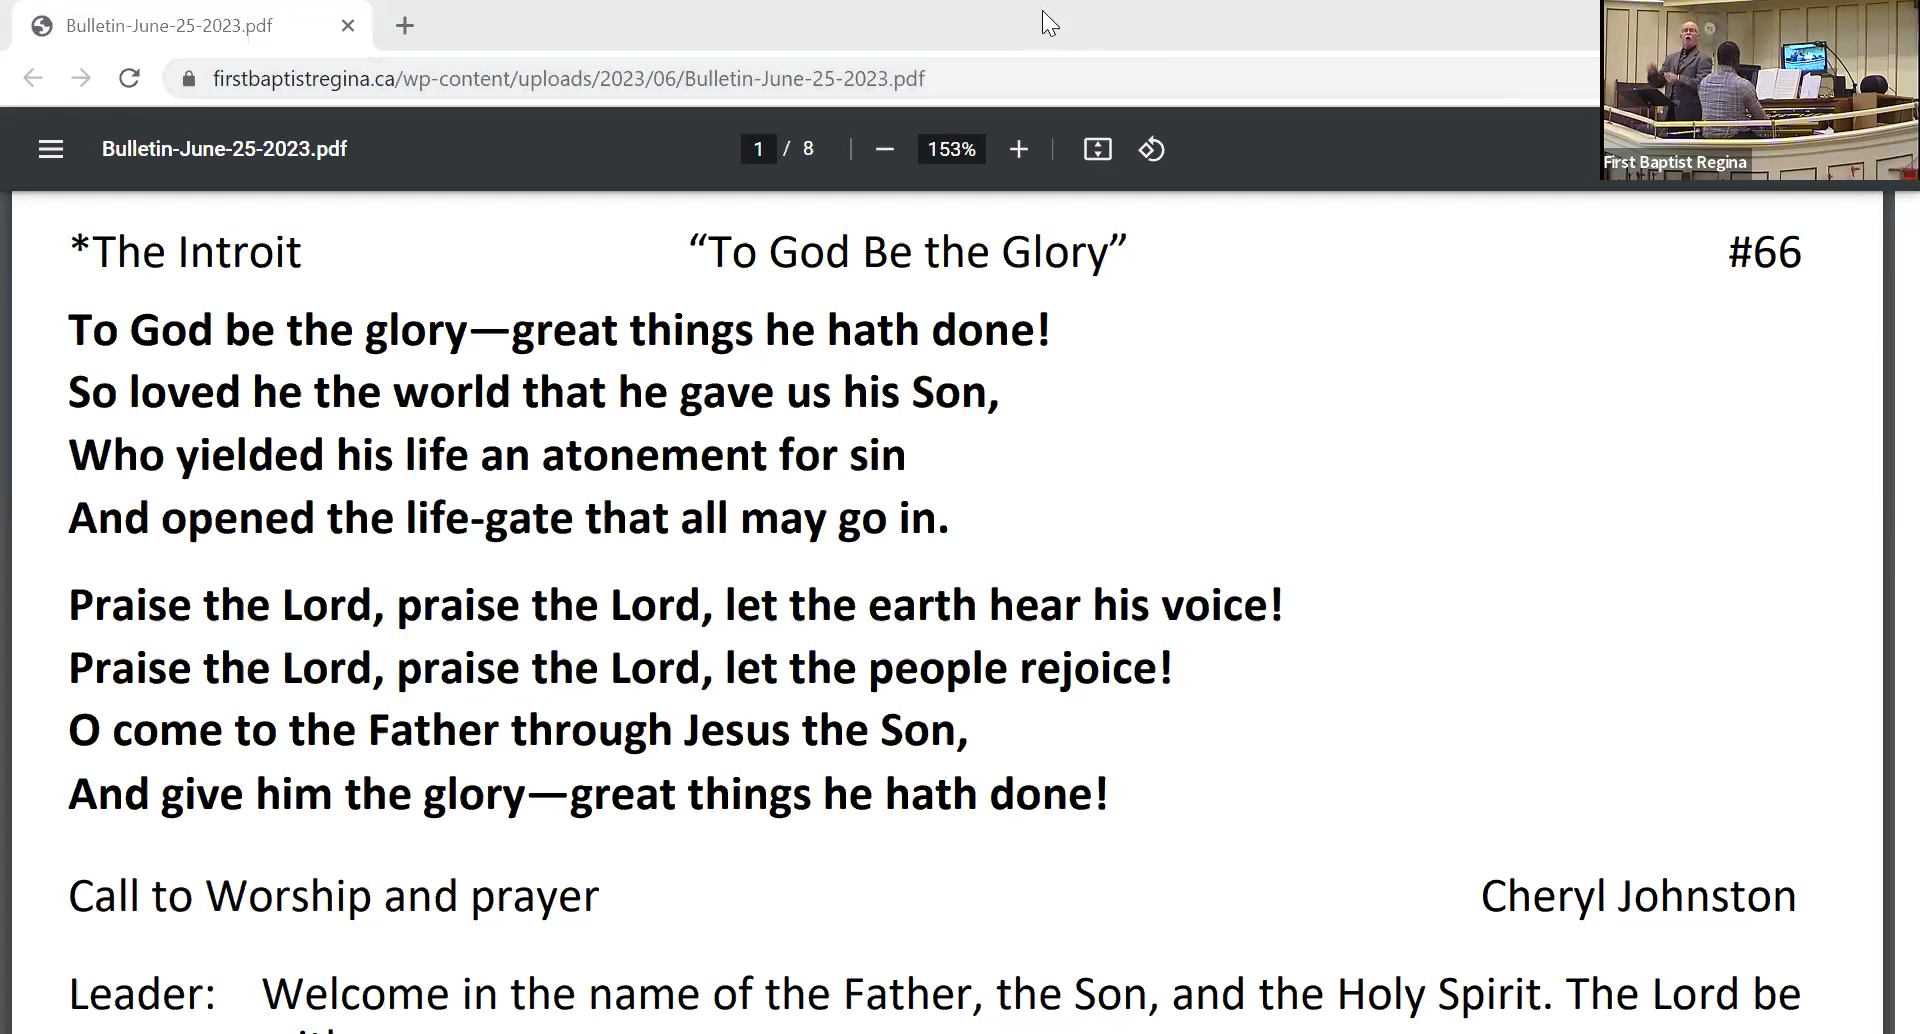 Bulletin-June-25-2023.pdf
firstbaptistregina.ca/wp-content/uploads/2023/06/Bulletin-June-25-2023.pdf
Bulletin-June-25-2023.pdf 1 / 8 153%
First Baptist Regina
*The Introit “To God Be the Glory” #66
To God be the glory—great things he hath done!
So loved he the world that he gave us his Son,
Who yielded his life an atonement for sin
And opened the life-gate that all may go in.
Praise the Lord, praise the Lord, let the earth hear his voice!
Praise the Lord, praise the Lord, let the people rejoice!
O come to the Father through Jesus the Son,
And give him the glory—great things he hath done!
Call to Worship and prayer Cheryl Johnston
Leader: Welcome in the name of the Father, the Son, and the Holy Spirit. The Lord be